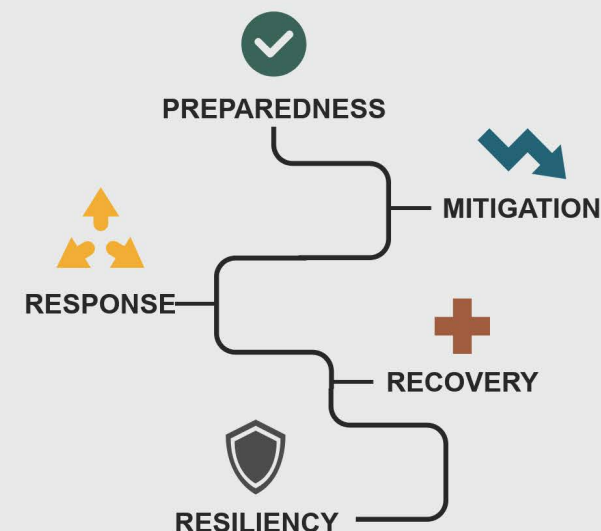 PREPAREDNESS
MITIGATION
RESPONSE
RECOVERY
RESILIENCY